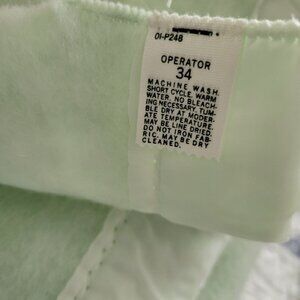 OI-P248
OPERATOR
34
MACHINE WASH.
SHORT CYCLE, WARM
WATER. NO BLEACH-
ING NECESSARY. TUM-
BLE DRY AT MODER-
ATE TEMPERATURE.
MAY BE LINE DRIED.
DO NOT IRON FAB-
RIC. MAY BE DRY
CLEANED.